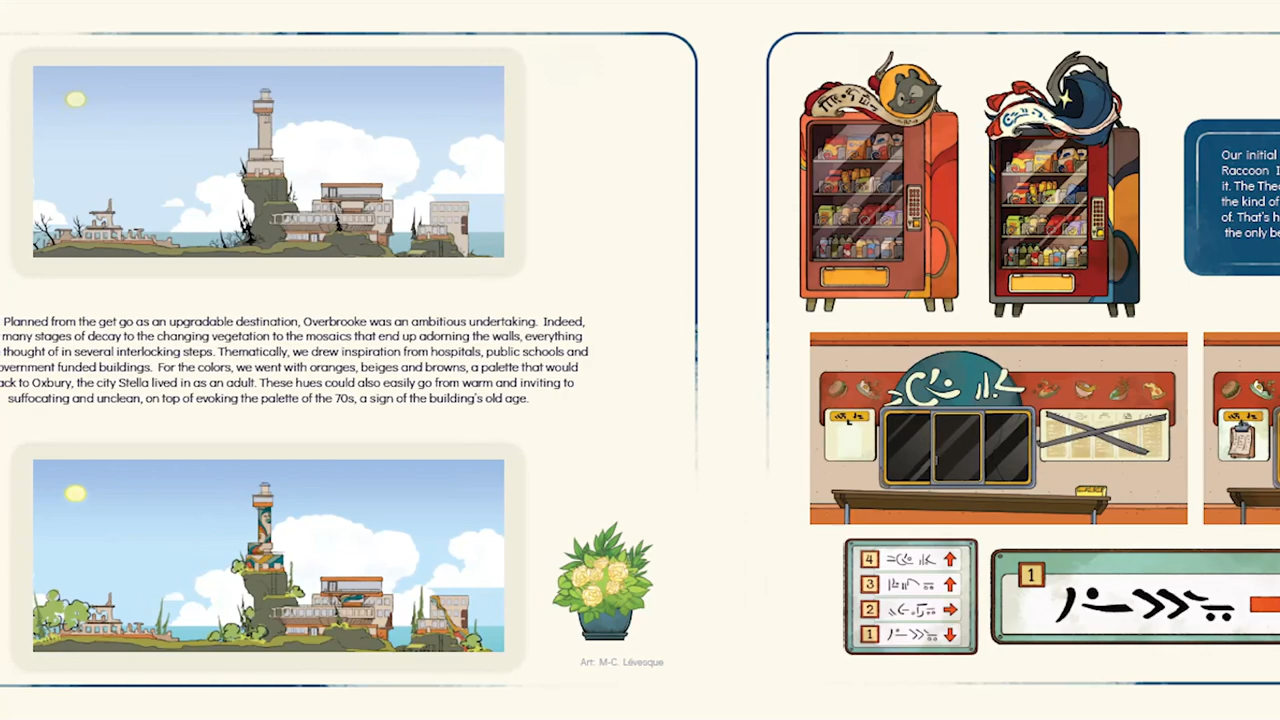 Planned from the get go as an upgradable destination, Overbrooke was an ambitious undertaking. Indeed,
many stages of decay to the changing vegetation to the mosaics that end up adorning the walls, everything
thought of in several interlocking steps. Thematically, we drew inspiration from hospitals, public schools and
overnment funded buildings. For the colors, we went with oranges, beiges and browns, a palette that would
ack to Oxbury, the city Stella lived in as an adult. These hues could also easily go from warm and inviting to
suffocating and unclean, on top of evoking the palette of the 70s, a sign of the building's old age.
Art: M-C. Lévesque
Our initial
Raccoon
it. The
the kind of
of. That's
the only
4
3
2
1
1